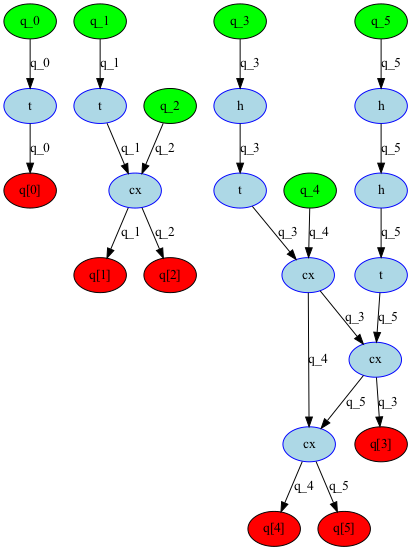 q_0 q_1 q_3 q_5
q_0 q_1 q_3 q_5
t t q_2 h h
q_0 q_1 q_2 q_3 q_5
q[0] cx t q_4 h
q_1 q_2 q_3 q_4 q_5
q[1] q[2] cx t
q_4 q_3 q_5
cx
q_5 q_3
cx q[3]
q_4 q_5
q[4] q[5]